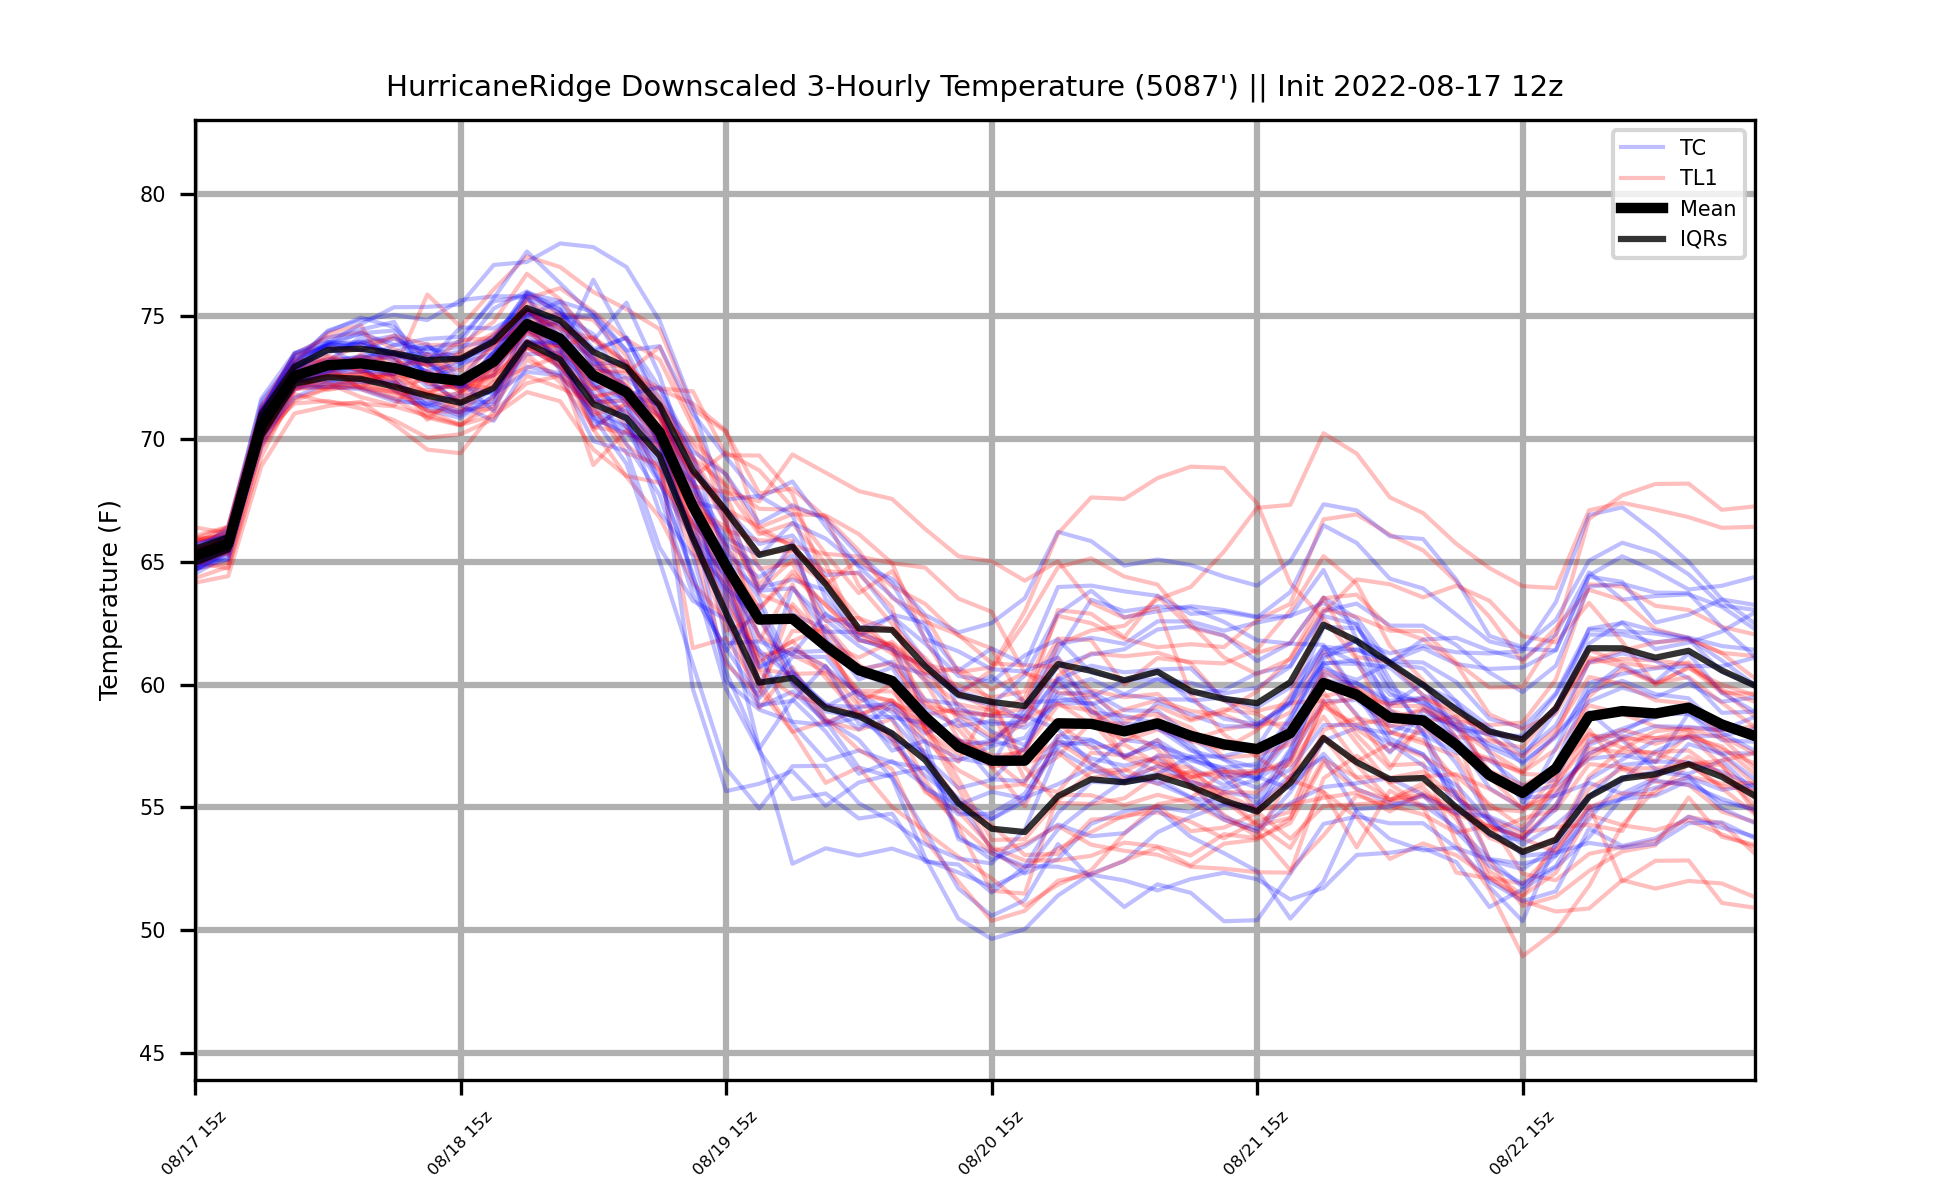 HurricaneRidge Downscaled 3-Hourly Temperature (5087') || Init 2022-08-17 12z
TC
TL1
Mean
IQRs
Temperature (F)
80
75
70
65
60
55
50
45
08/17 15z
08/18 15z
08/19 15z
08/20 15z
08/21 15z
08/22 15z